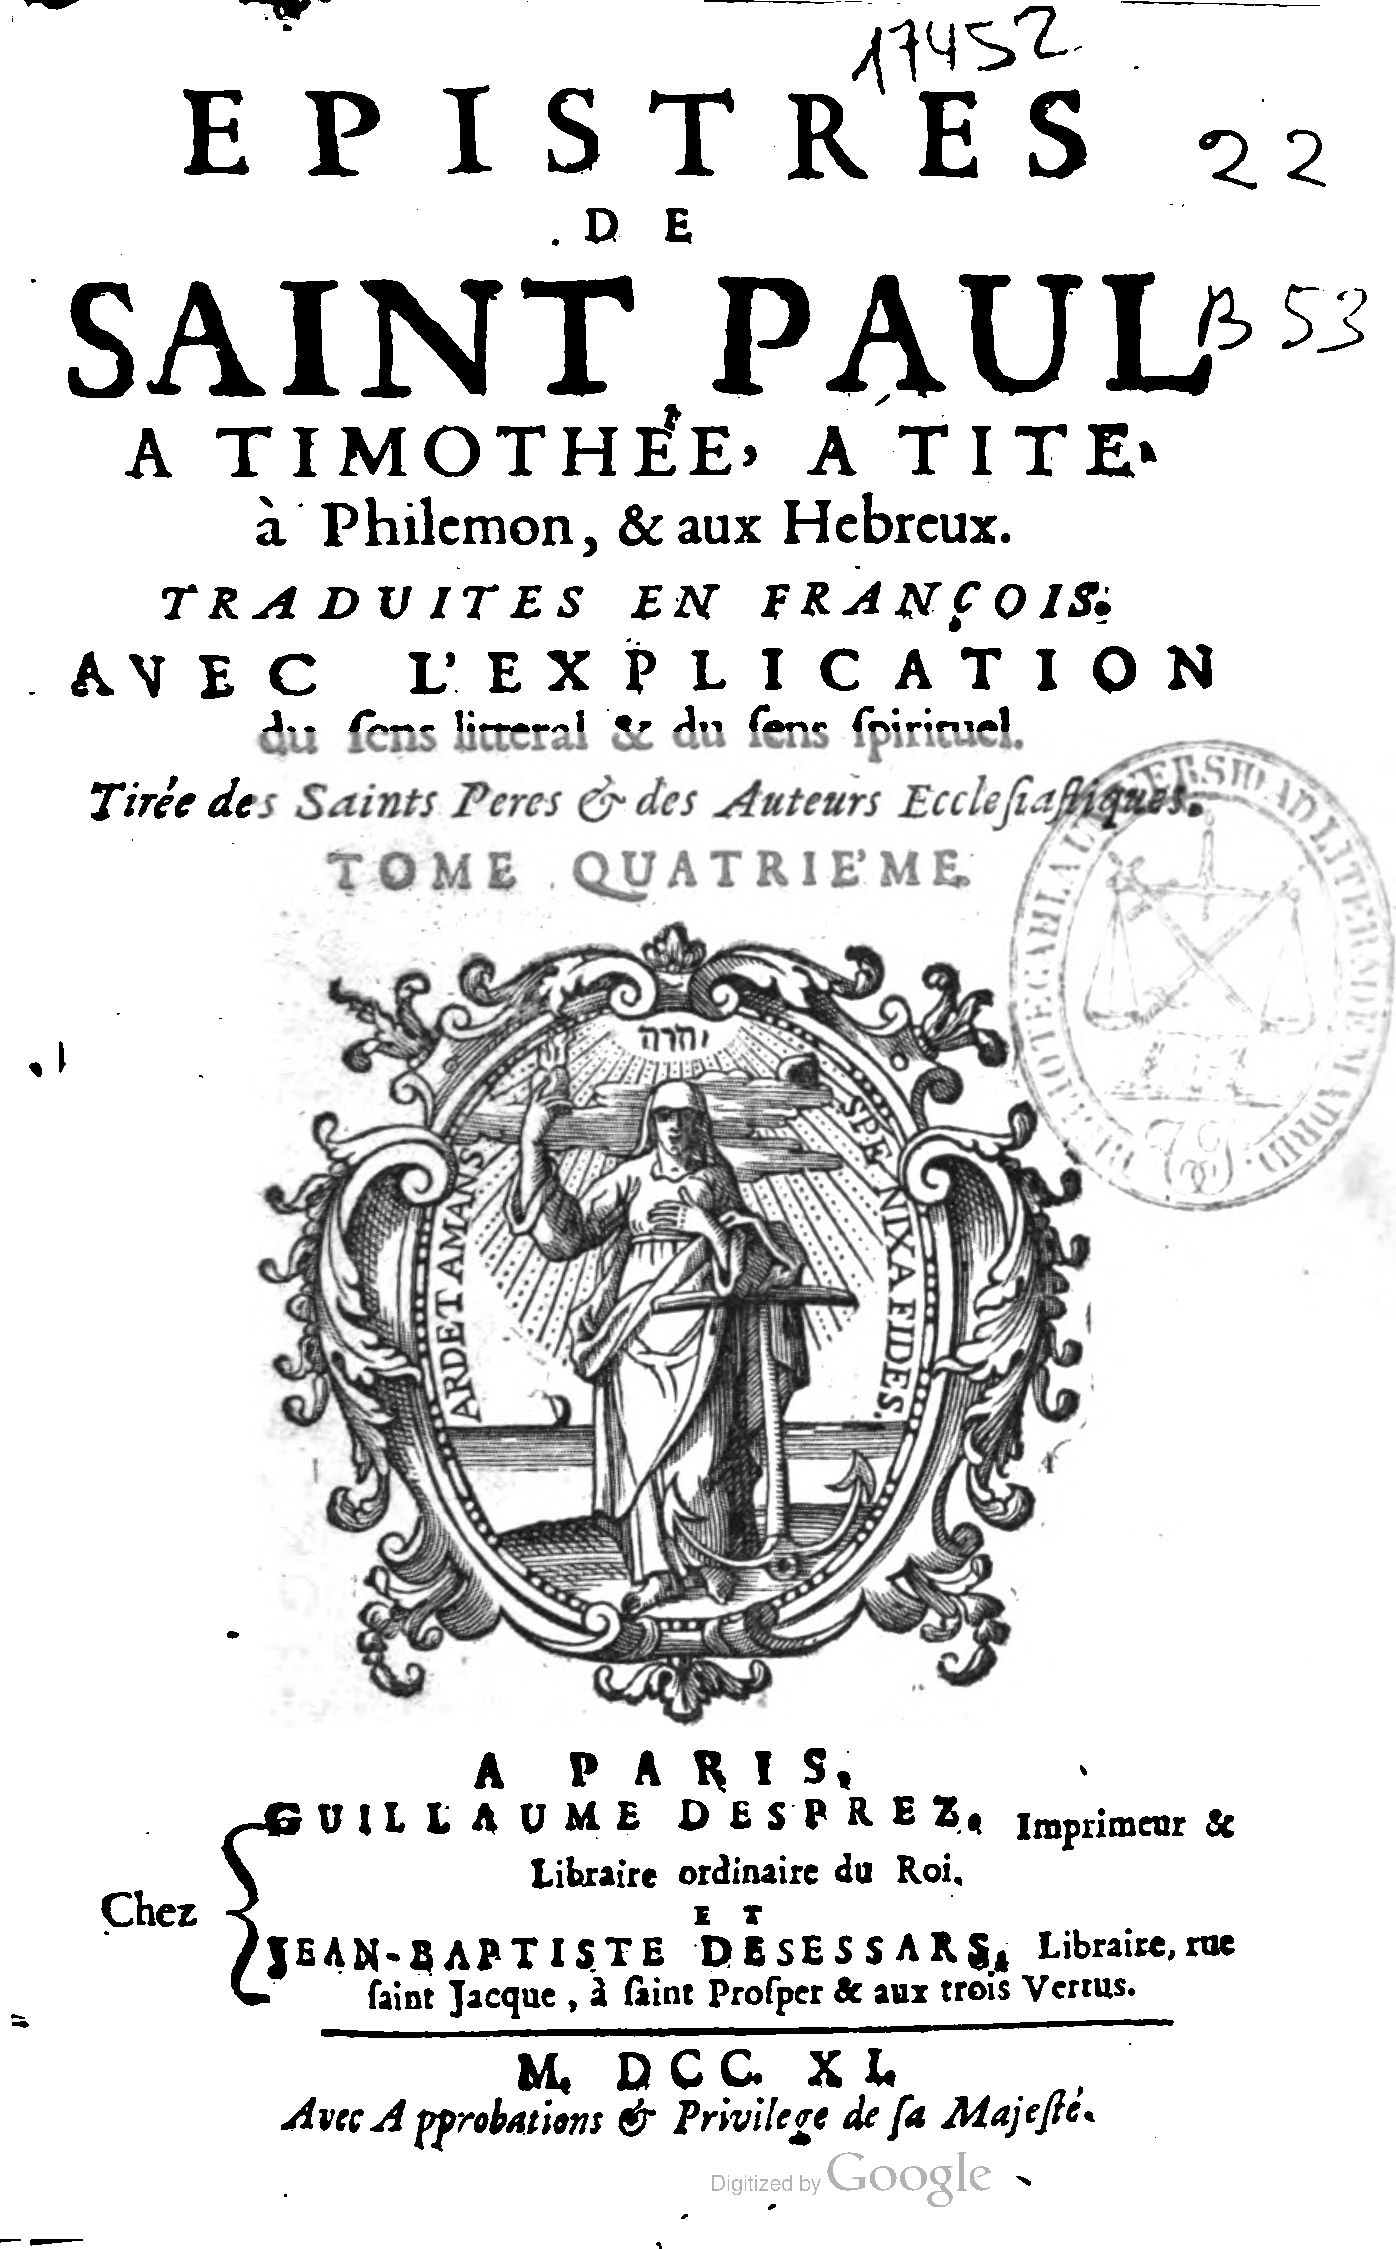 17452
EPISTRES
22
DE
SAINT PAUL
B 53
A TIMOTHÉE, A TITE,
à Philemon, & aux Hebreux.
TRADUITES EN FRANÇOIS.
AVEC L'EXPLICATION
du ſens litteral & du ſens ſpirituel.
Tirée des Saints Peres & des Auteurs Eccleſiaſtiques.
TOME QUATRIE'ME.
יהוה
ARDET AMANS
SPE NIXA FIDES.
A PARIS,
GUILLAUME DESPREZ, Imprimeur &
Libraire ordinaire du Roi.
Chez
ET
JEAN-BAPTISTE DESESSARS, Libraire, rue
ſaint Jacque, à ſaint Proſper & aux trois Vertus.
M. DCC. XL.
Avec Approbations & Privilege de ſa Majeſté.
Digitized by Google